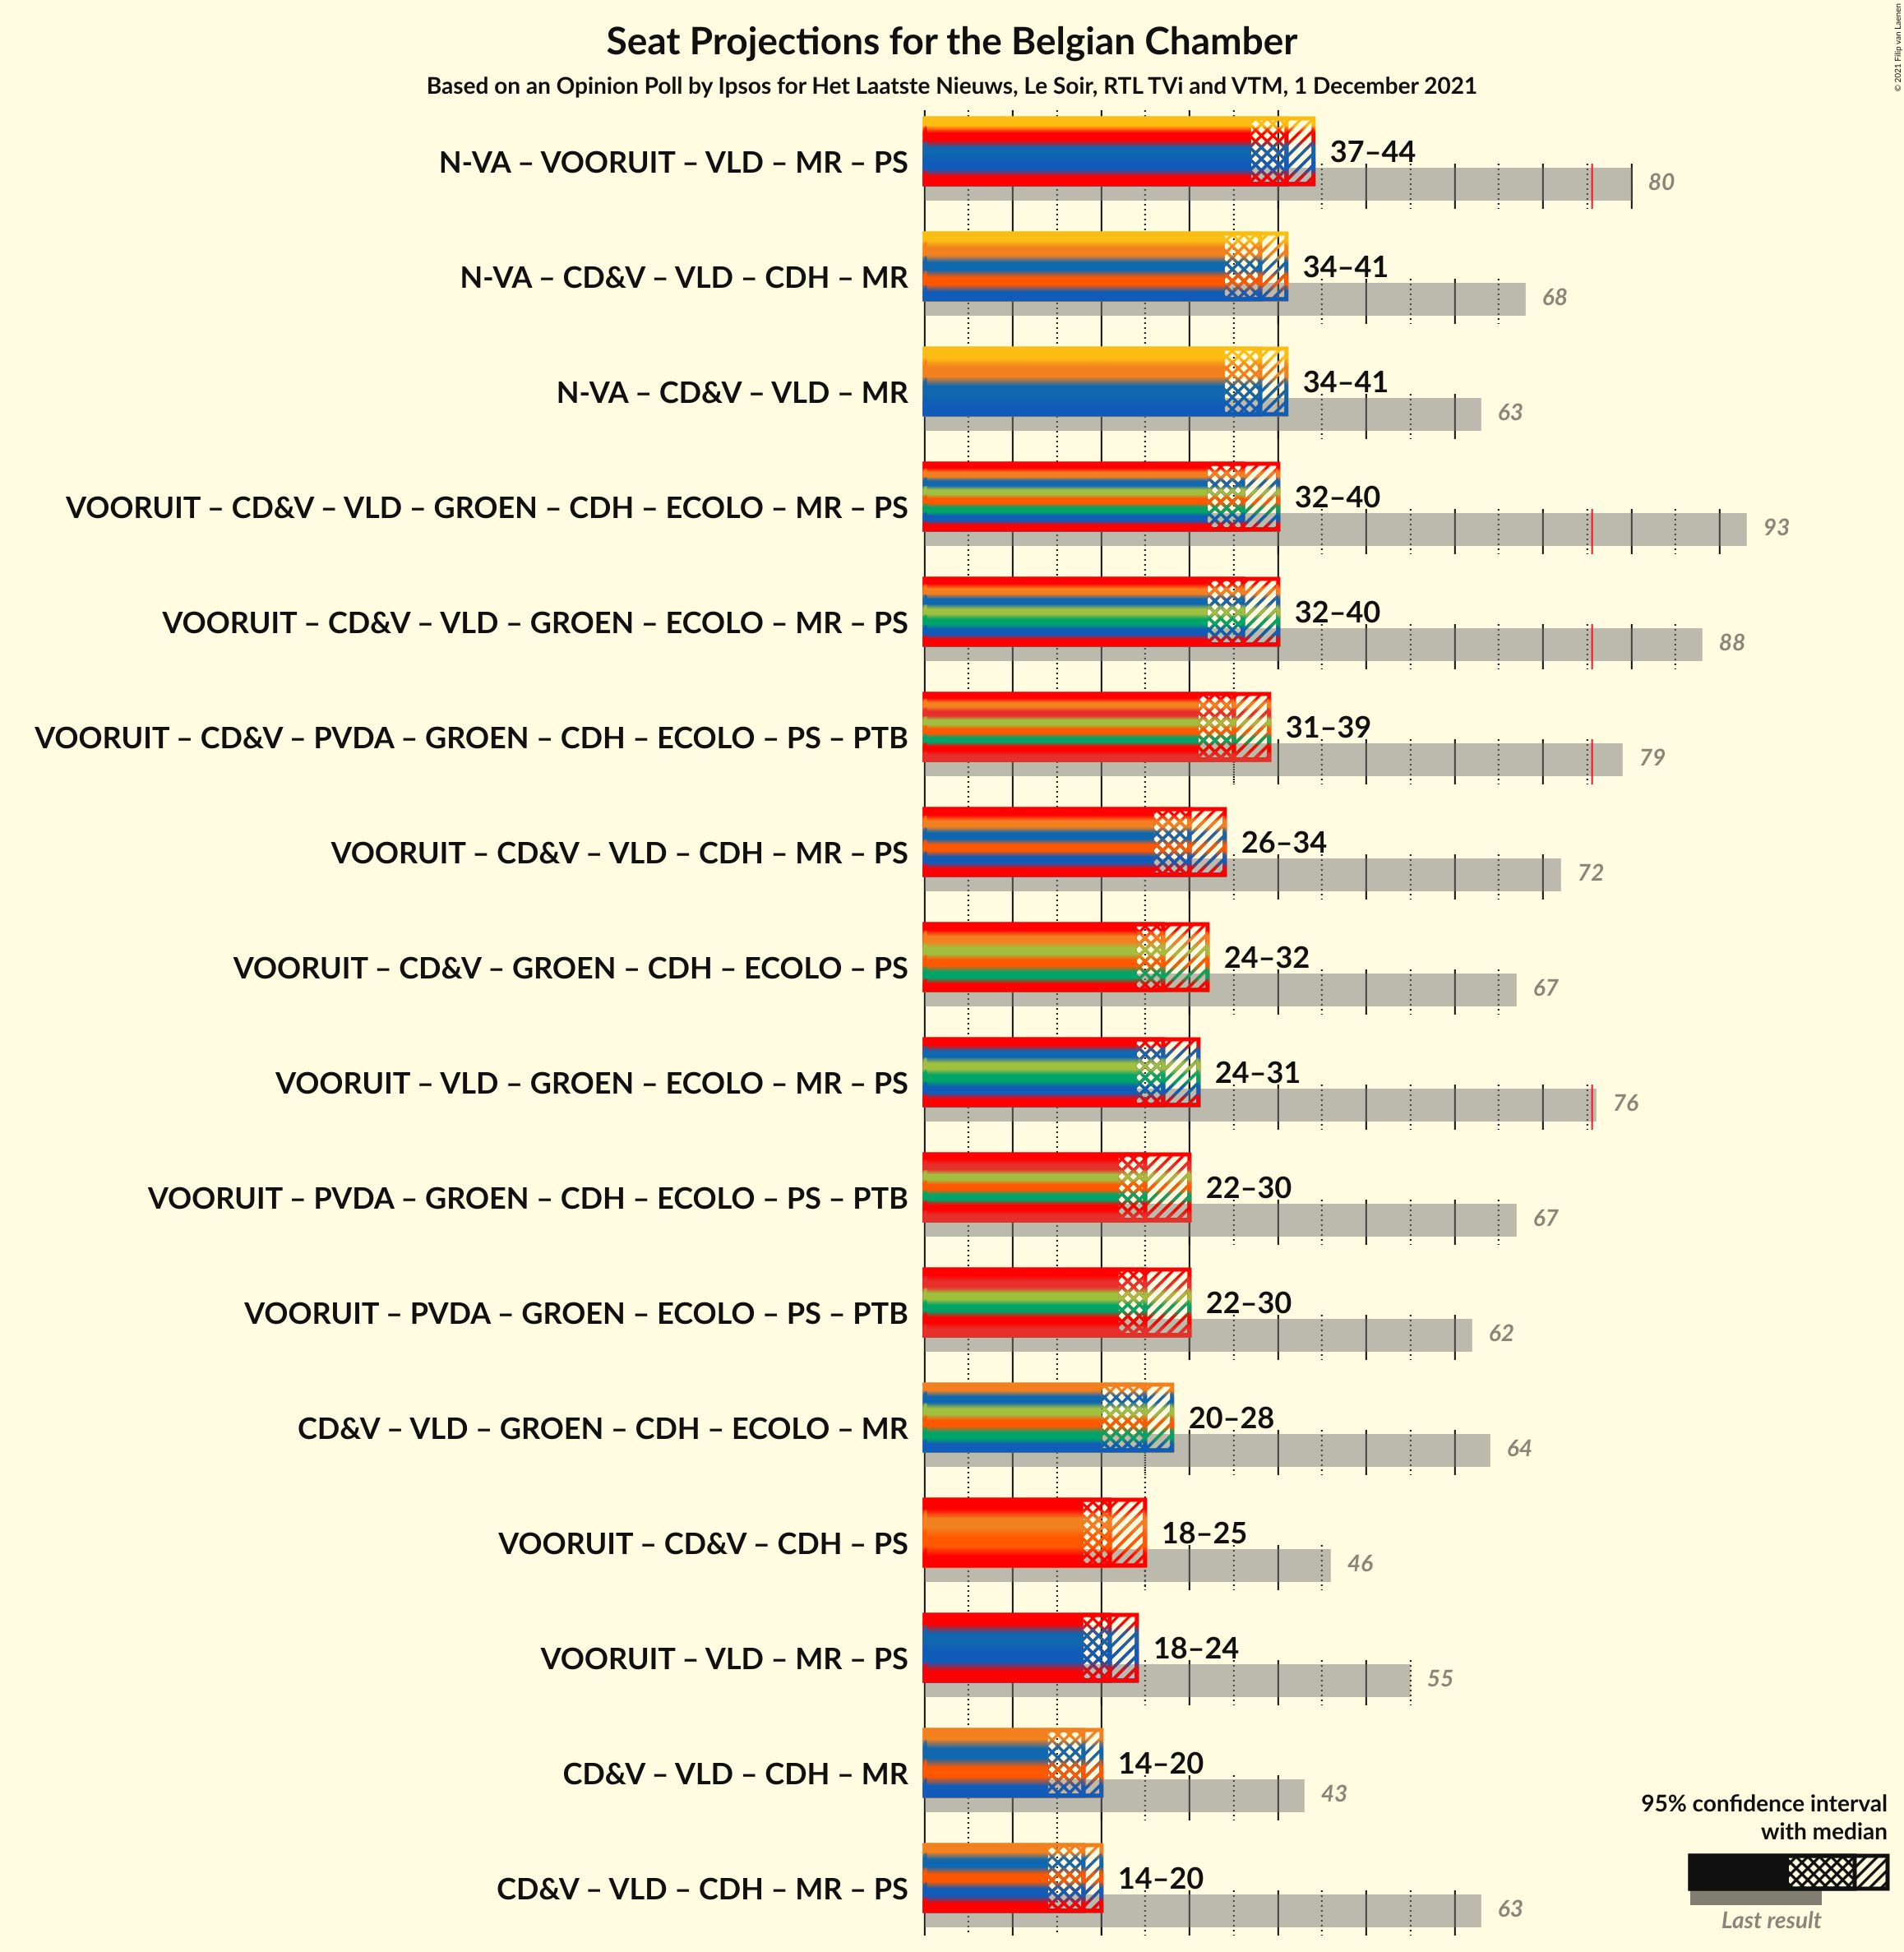 Seat Projections for the Belgian Chamber
Based on an Opinion Poll by Ipsos for Het Laatste Nieuws, Le Soir, RTL TVi and VTM, 1 December 2021
© 2021 Filip van Laenen
N-VA – VOORUIT – VLD – MR – PS
37–44
80
N-VA – CD&V – VLD – CDH – MR
34–41
68
N-VA – CD&V – VLD – MR
34–41
63
VOORUIT – CD&V – VLD – GROEN – CDH – ECOLO – MR – PS
32–40
93
VOORUIT – CD&V – VLD – GROEN – ECOLO – MR – PS
32–40
88
VOORUIT – CD&V – PVDA – GROEN – CDH – ECOLO – PS – PTB
31–39
79
VOORUIT – CD&V – VLD – CDH – MR – PS
26–34
72
VOORUIT – CD&V – GROEN – CDH – ECOLO – PS
24–32
67
VOORUIT – VLD – GROEN – ECOLO – MR – PS
24–31
76
VOORUIT – PVDA – GROEN – CDH – ECOLO – PS – PTB
22–30
67
VOORUIT – PVDA – GROEN – ECOLO – PS – PTB
22–30
62
CD&V – VLD – GROEN – CDH – ECOLO – MR
20–28
64
VOORUIT – CD&V – CDH – PS
18–25
46
VOORUIT – VLD – MR – PS
18–24
55
CD&V – VLD – CDH – MR
14–20
43
CD&V – VLD – CDH – MR – PS
14–20
63
95% confidence interval
with median
Last result